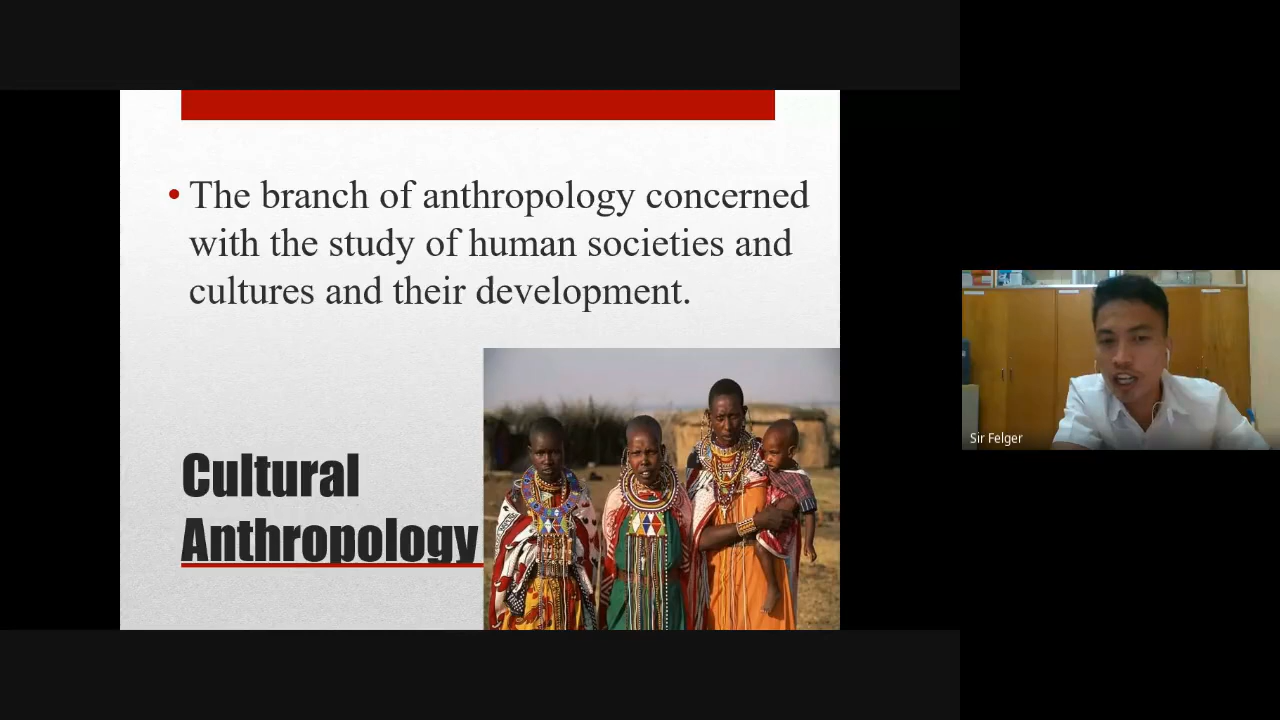 • The branch of anthropology concerned
with the study of human societies and
cultures and their development.
Cultural
Anthropology
Sir Felger